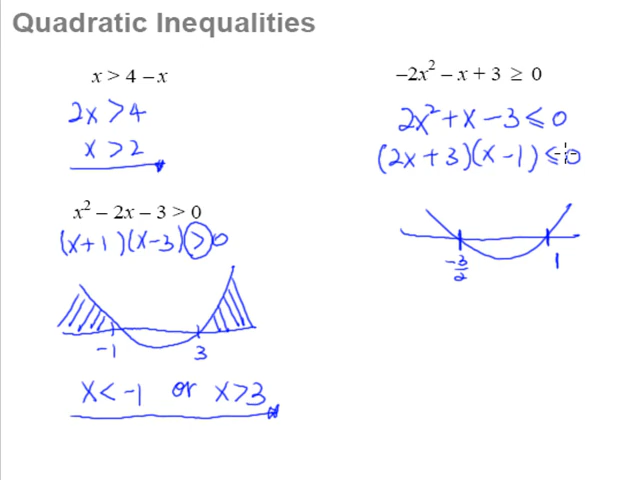 Quadratic Inequalities
x > 4 – x
2x > 4
x > 2
x² – 2x – 3 > 0
(x+1)(x-3) > 0
-1 3
x < -1 or x > 3
–2x² – x + 3 ≥ 0
2x² + x - 3 ≤ 0
(2x + 3)(x - 1) ≤ 0
-3/2 1